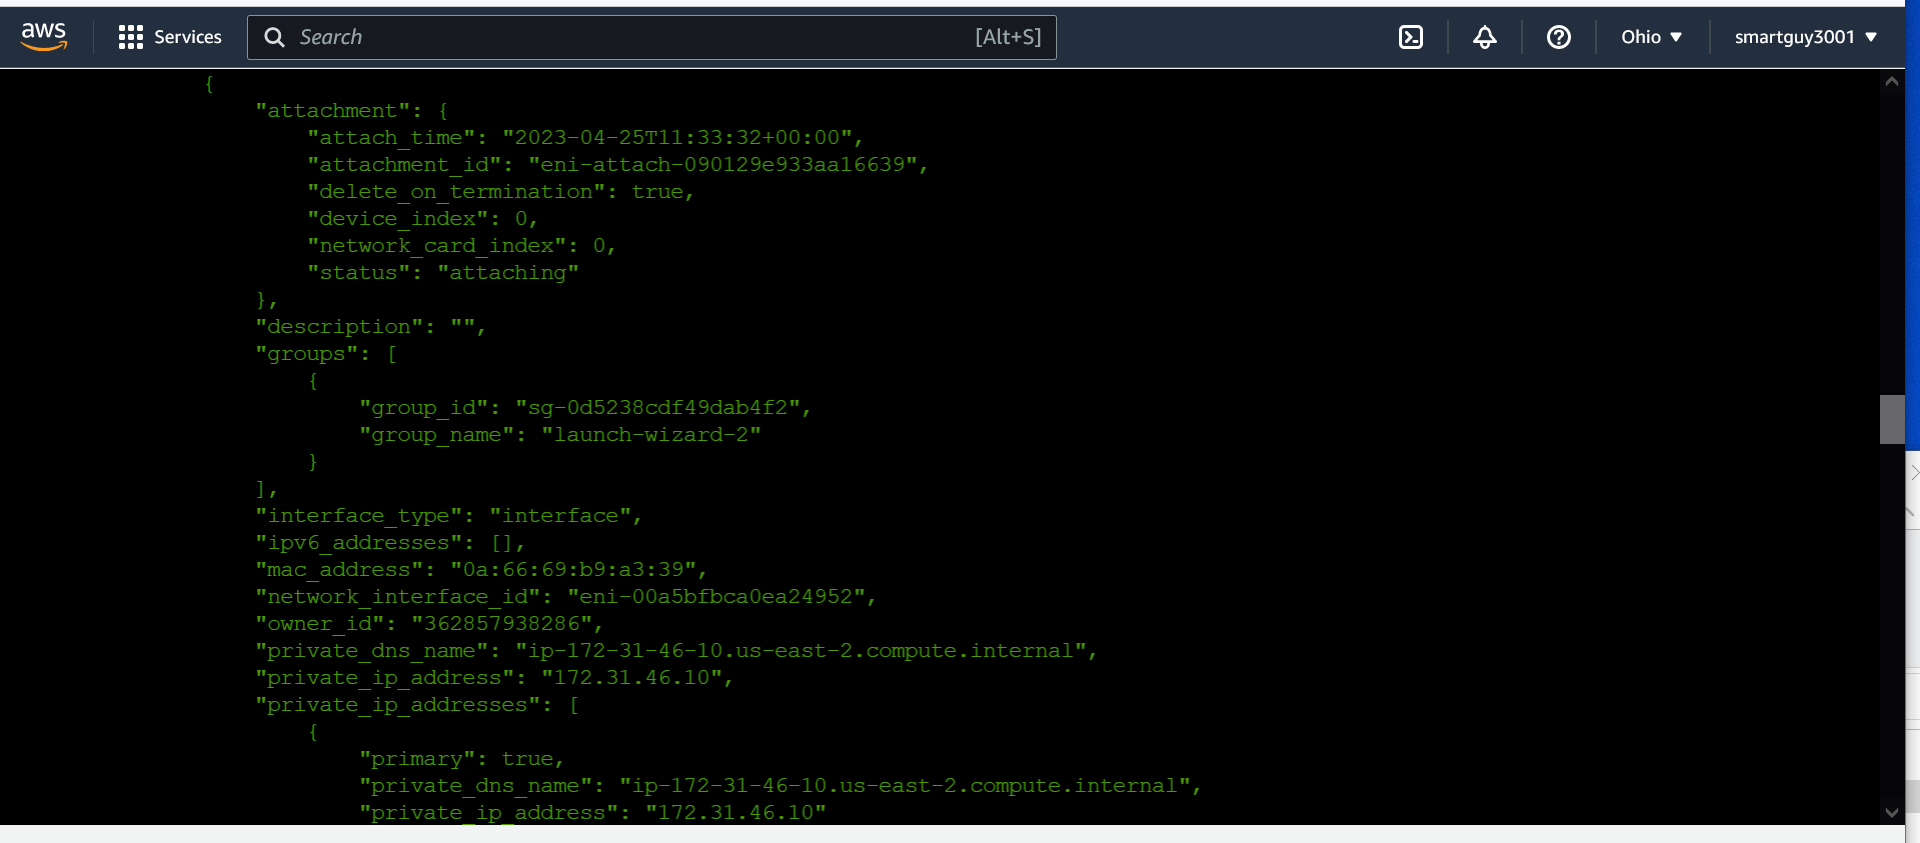 aws Services Search [Alt+S] Ohio smartguy3001
{
"attachment": {
"attach_time": "2023-04-25T11:33:32+00:00",
"attachment_id": "eni-attach-090129e933aa16639",
"delete_on_termination": true,
"device_index": 0,
"network_card_index": 0,
"status": "attaching"
},
"description": "",
"groups": [
{
"group_id": "sg-0d5238cdf49dab4f2",
"group_name": "launch-wizard-2"
}
],
"interface_type": "interface",
"ipv6_addresses": [],
"mac_address": "0a:66:69:b9:a3:39",
"network_interface_id": "eni-00a5bfbca0ea24952",
"owner_id": "362857938286",
"private_dns_name": "ip-172-31-46-10.us-east-2.compute.internal",
"private_ip_address": "172.31.46.10",
"private_ip_addresses": [
{
"primary": true,
"private_dns_name": "ip-172-31-46-10.us-east-2.compute.internal",
"private_ip_address": "172.31.46.10"